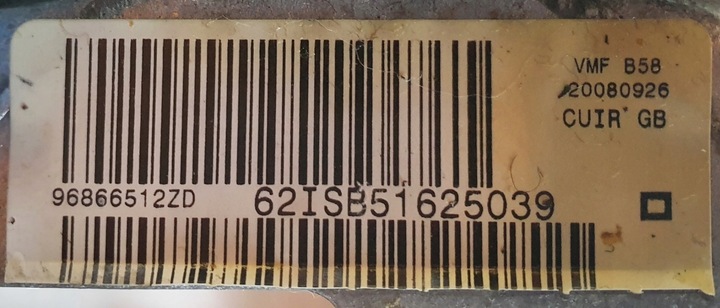 VMF B58
20080926
CUIR GB
96866512ZD
62ISB51625039